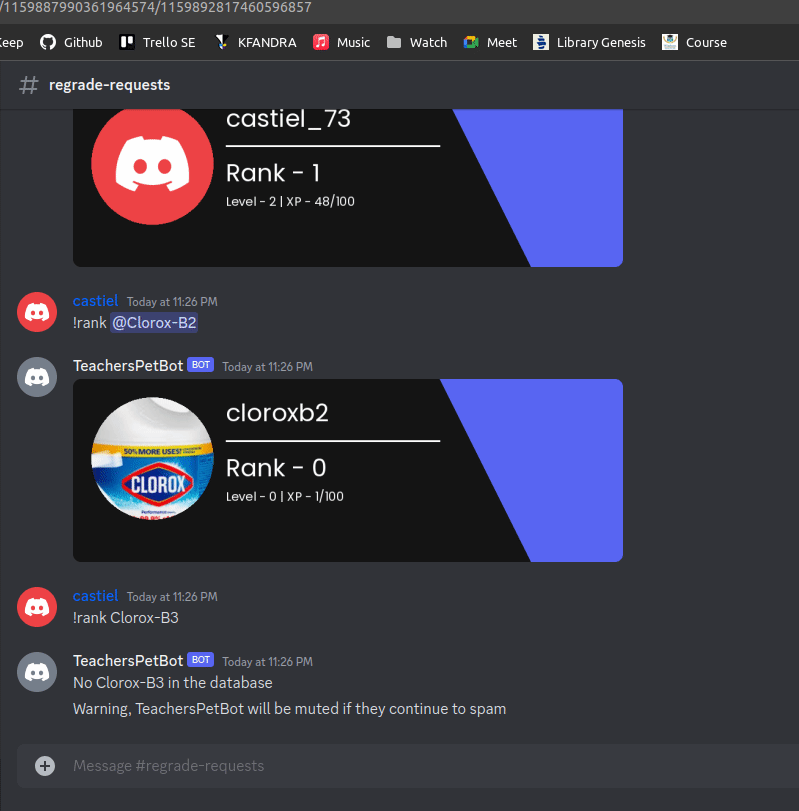 /1159887990361964574/1159892817460596857
Keep Github Trello SE KFANDRA Music Watch Meet Library Genesis Course
# regrade-requests
castiel_73
Rank - 1
Level - 2 | XP - 48/100
castiel Today at 11:26 PM
!rank @Clorox-B2
TeachersPetBot BOT Today at 11:26 PM
cloroxb2
50% MORE USES!
CLOROX
Rank - 0
Level - 0 | XP - 1/100
castiel Today at 11:26 PM
!rank Clorox-B3
TeachersPetBot BOT Today at 11:26 PM
No Clorox-B3 in the database
Warning, TeachersPetBot will be muted if they continue to spam
Message #regrade-requests